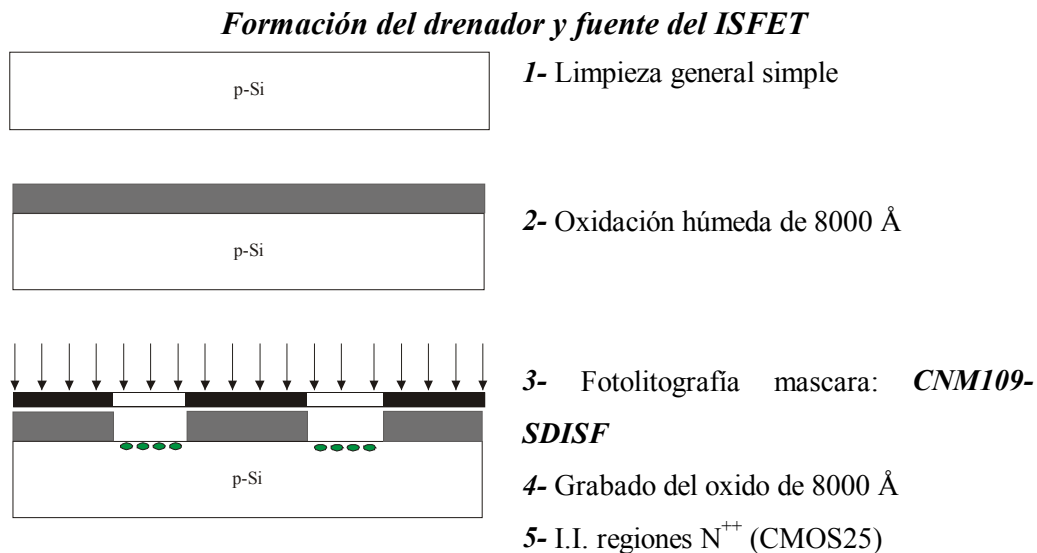 Formación del drenador y fuente del ISFET
p-Si
1- Limpieza general simple
p-Si
2- Oxidación húmeda de 8000 Å
p-Si
3- Fotolitografía mascara: CNM109-
SDISF
4- Grabado del oxido de 8000 Å
5- I.I. regiones N++ (CMOS25)